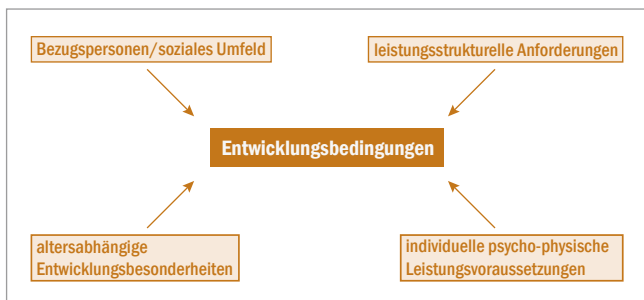 Bezugspersonen/soziales Umfeld
leistungsstrukturelle Anforderungen
Entwicklungsbedingungen
altersabhängige
Entwicklungsbesonderheiten
individuelle psycho-physische
Leistungsvoraussetzungen